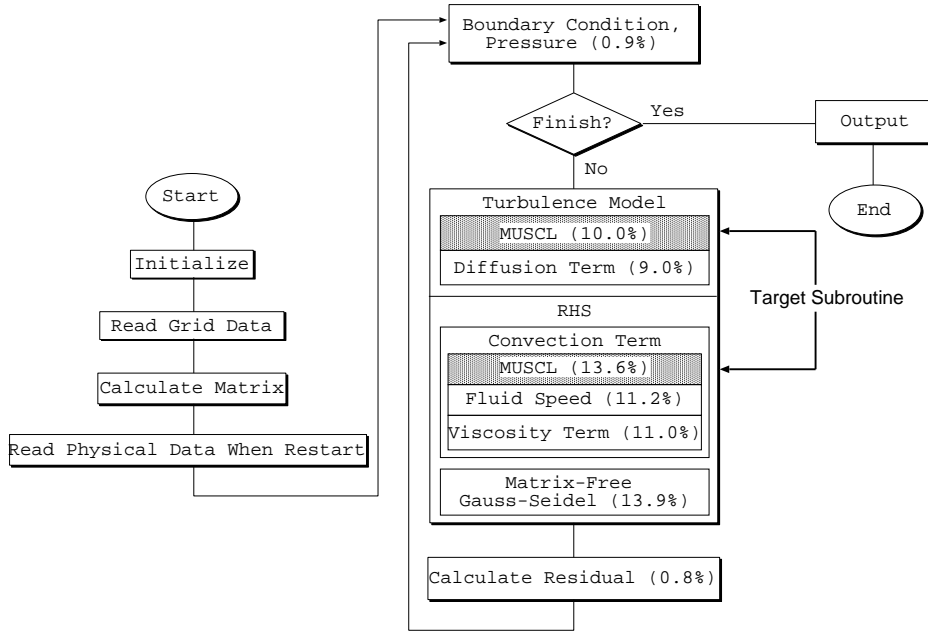 Start
Initialize
Read Grid Data
Calculate Matrix
Read Physical Data When Restart
Boundary Condition,
Pressure (0.9%)
Finish?
Yes
Output
End
No
Turbulence Model
MUSCL (10.0%)
Diffusion Term (9.0%)
RHS
Convection Term
MUSCL (13.6%)
Fluid Speed (11.2%)
Viscosity Term (11.0%)
Matrix-Free
Gauss-Seidel (13.9%)
Target Subroutine
Calculate Residual (0.8%)